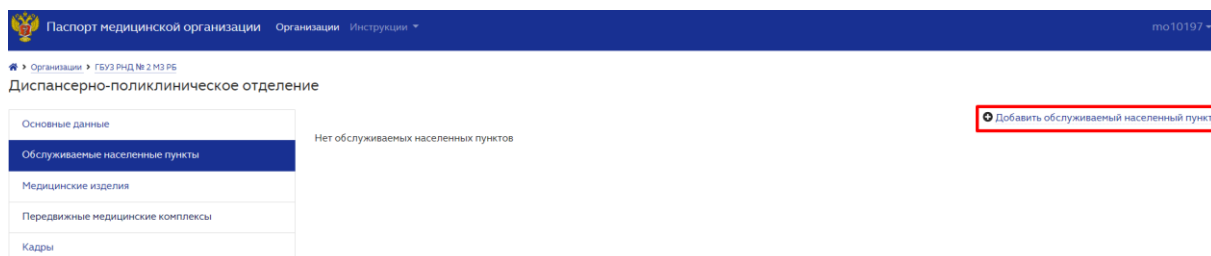 Паспорт медицинской организации Организации Инструкции
mo10197
Организации > ГБУЗ РНД № 2 МЗ РБ
Диспансерно-поликлиническое отделение
Основные данные
Обслуживаемые населенные пункты
Медицинские изделия
Передвижные медицинские комплексы
Кадры
Добавить обслуживаемый населенный пункт
Нет обслуживаемых населенных пунктов